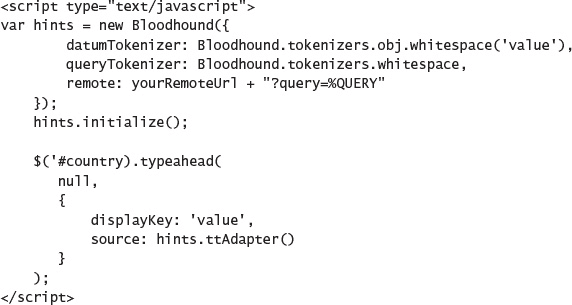 <script type="text/javascript">
var hints = new Bloodhound({
        datumTokenizer: Bloodhound.tokenizers.obj.whitespace('value'),
        queryTokenizer: Bloodhound.tokenizers.whitespace,
        remote: yourRemoteUrl + "?query=%QUERY"
    });
    hints.initialize();

    $('#country).typeahead(
       null,
       {
           displayKey: 'value',
           source: hints.ttAdapter()
       }
    );
</script>